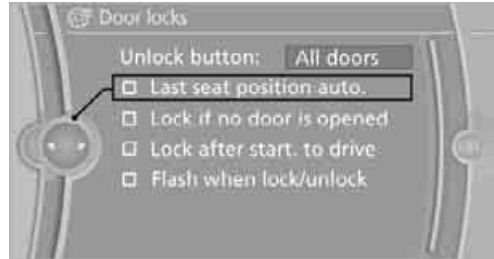 Door locks
Unlock button: All doors
Last seat position auto.
Lock if no door is opened
Lock after start. to drive
Flash when lock/unlock